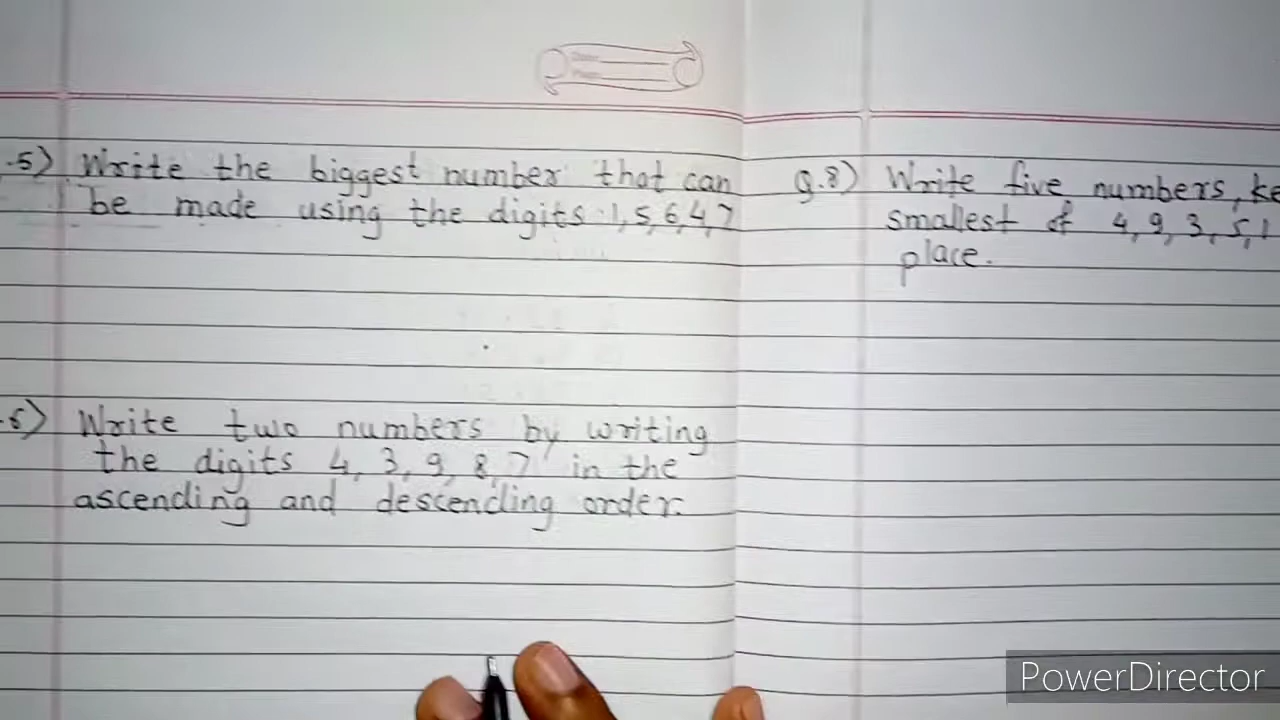 .5) Write the biggest number that can
be made using the digits 1, 5, 6, 4, 7
.6) Write two numbers by writing
the digits 4, 3, 9, 8, 7 in the
ascending and descending order.
Q.8) Write five numbers, ke
smallest of 4, 9, 3, 5, 1
place.
PowerDirector